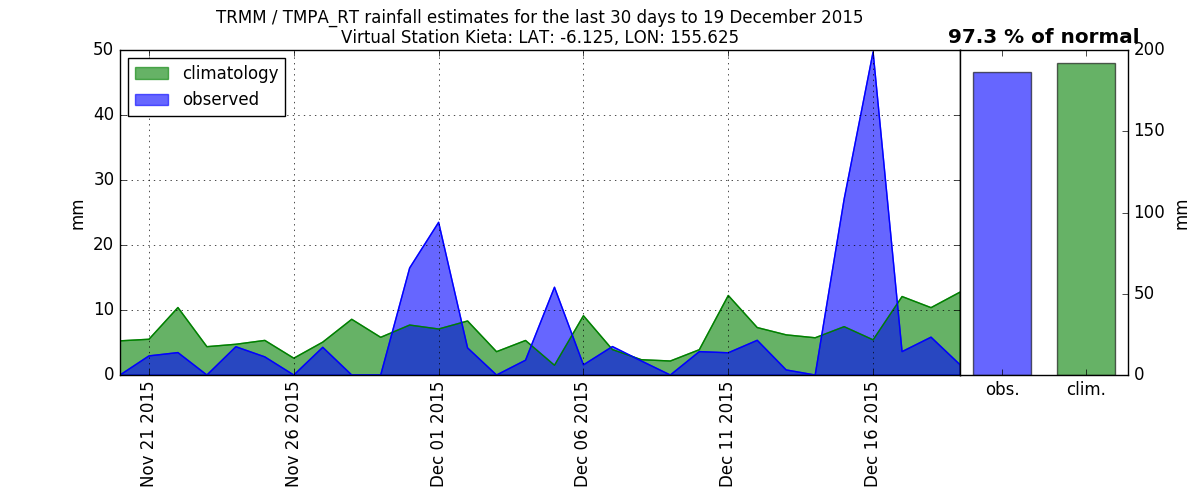 TRMM / TMPA_RT rainfall estimates for the last 30 days to 19 December 2015
Virtual Station Kieta: LAT: -6.125, LON: 155.625
97.3 % of normal
climatology
observed
50
40
30
20
10
0
mm
Nov 21 2015
Nov 26 2015
Dec 01 2015
Dec 06 2015
Dec 11 2015
Dec 16 2015
200
150
100
50
0
mm
obs.
clim.